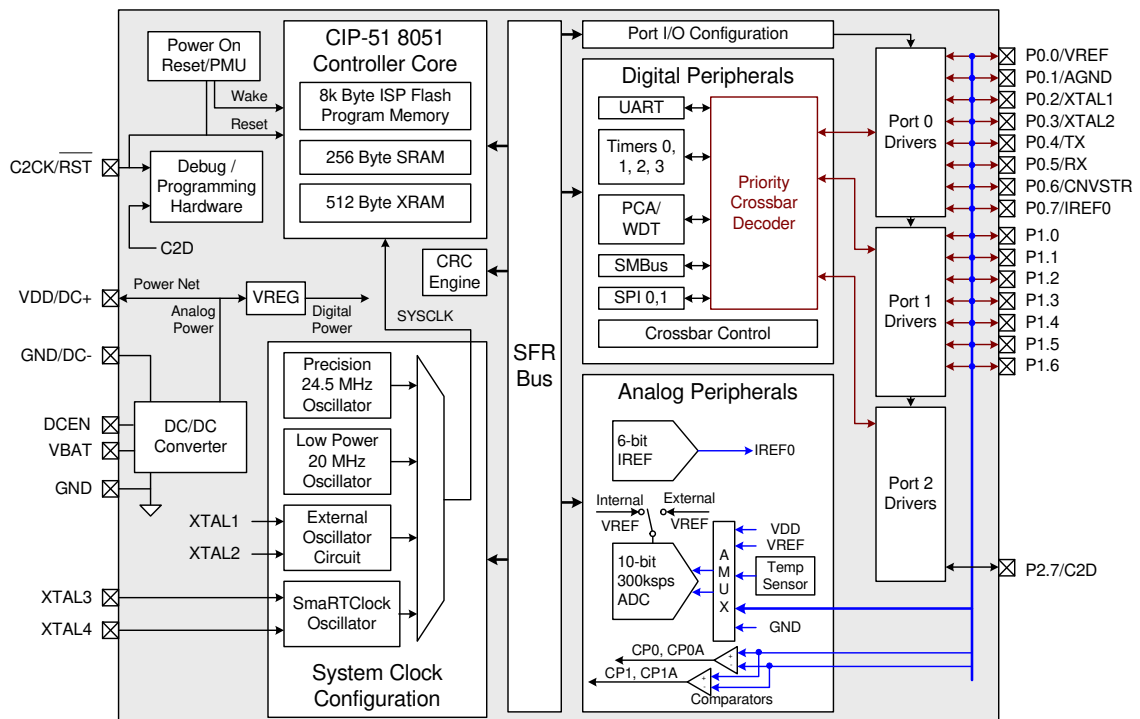 Power On
Reset/PMU
Wake
Reset
C2CK/RST
Debug /
Programming
Hardware
C2D
VDD/DC+
Power Net
Analog
Power
VREG
Digital
Power
GND/DC-
DCEN
VBAT
GND
DC/DC
Converter
XTAL1
XTAL2
XTAL3
XTAL4
CIP-51 8051
Controller Core
8k Byte ISP Flash
Program Memory
256 Byte SRAM
512 Byte XRAM
CRC
Engine
SYSCLK
Precision
24.5 MHz
Oscillator
Low Power
20 MHz
Oscillator
External
Oscillator
Circuit
SmaRTClock
Oscillator
System Clock
Configuration
SFR
Bus
Port I/O Configuration
Digital Peripherals
UART
Timers 0,
1, 2, 3
PCA/
WDT
SMBus
SPI 0,1
Priority
Crossbar
Decoder
Crossbar Control
Analog Peripherals
6-bit
IREF
IREF0
Internal
VREF
External
VREF
10-bit
300ksps
ADC
A
M
U
X
VDD
VREF
Temp
Sensor
GND
CP0, CP0A
+
-
CP1, CP1A
+
-
Comparators
Port 0
Drivers
Port 1
Drivers
Port 2
Drivers
P0.0/VREF
P0.1/AGND
P0.2/XTAL1
P0.3/XTAL2
P0.4/TX
P0.5/RX
P0.6/CNVSTR
P0.7/IREF0
P1.0
P1.1
P1.2
P1.3
P1.4
P1.5
P1.6
P2.7/C2D